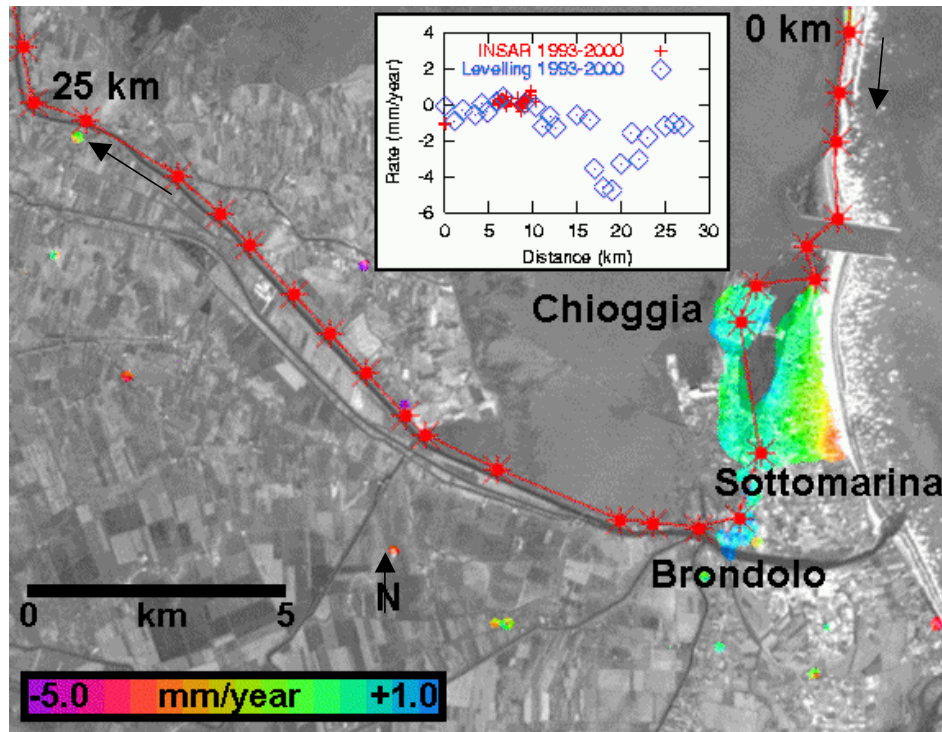 0 km
25 km
4
2
0
-2
-4
-6
Rate (mm/year)
INSAR 1993-2000
Levelling 1993-2000
0 5 10 15 20 25 30
Distance (km)
Chioggia
Sottomarina
Brondolo
N
0 5
km
-5.0 mm/year +1.0